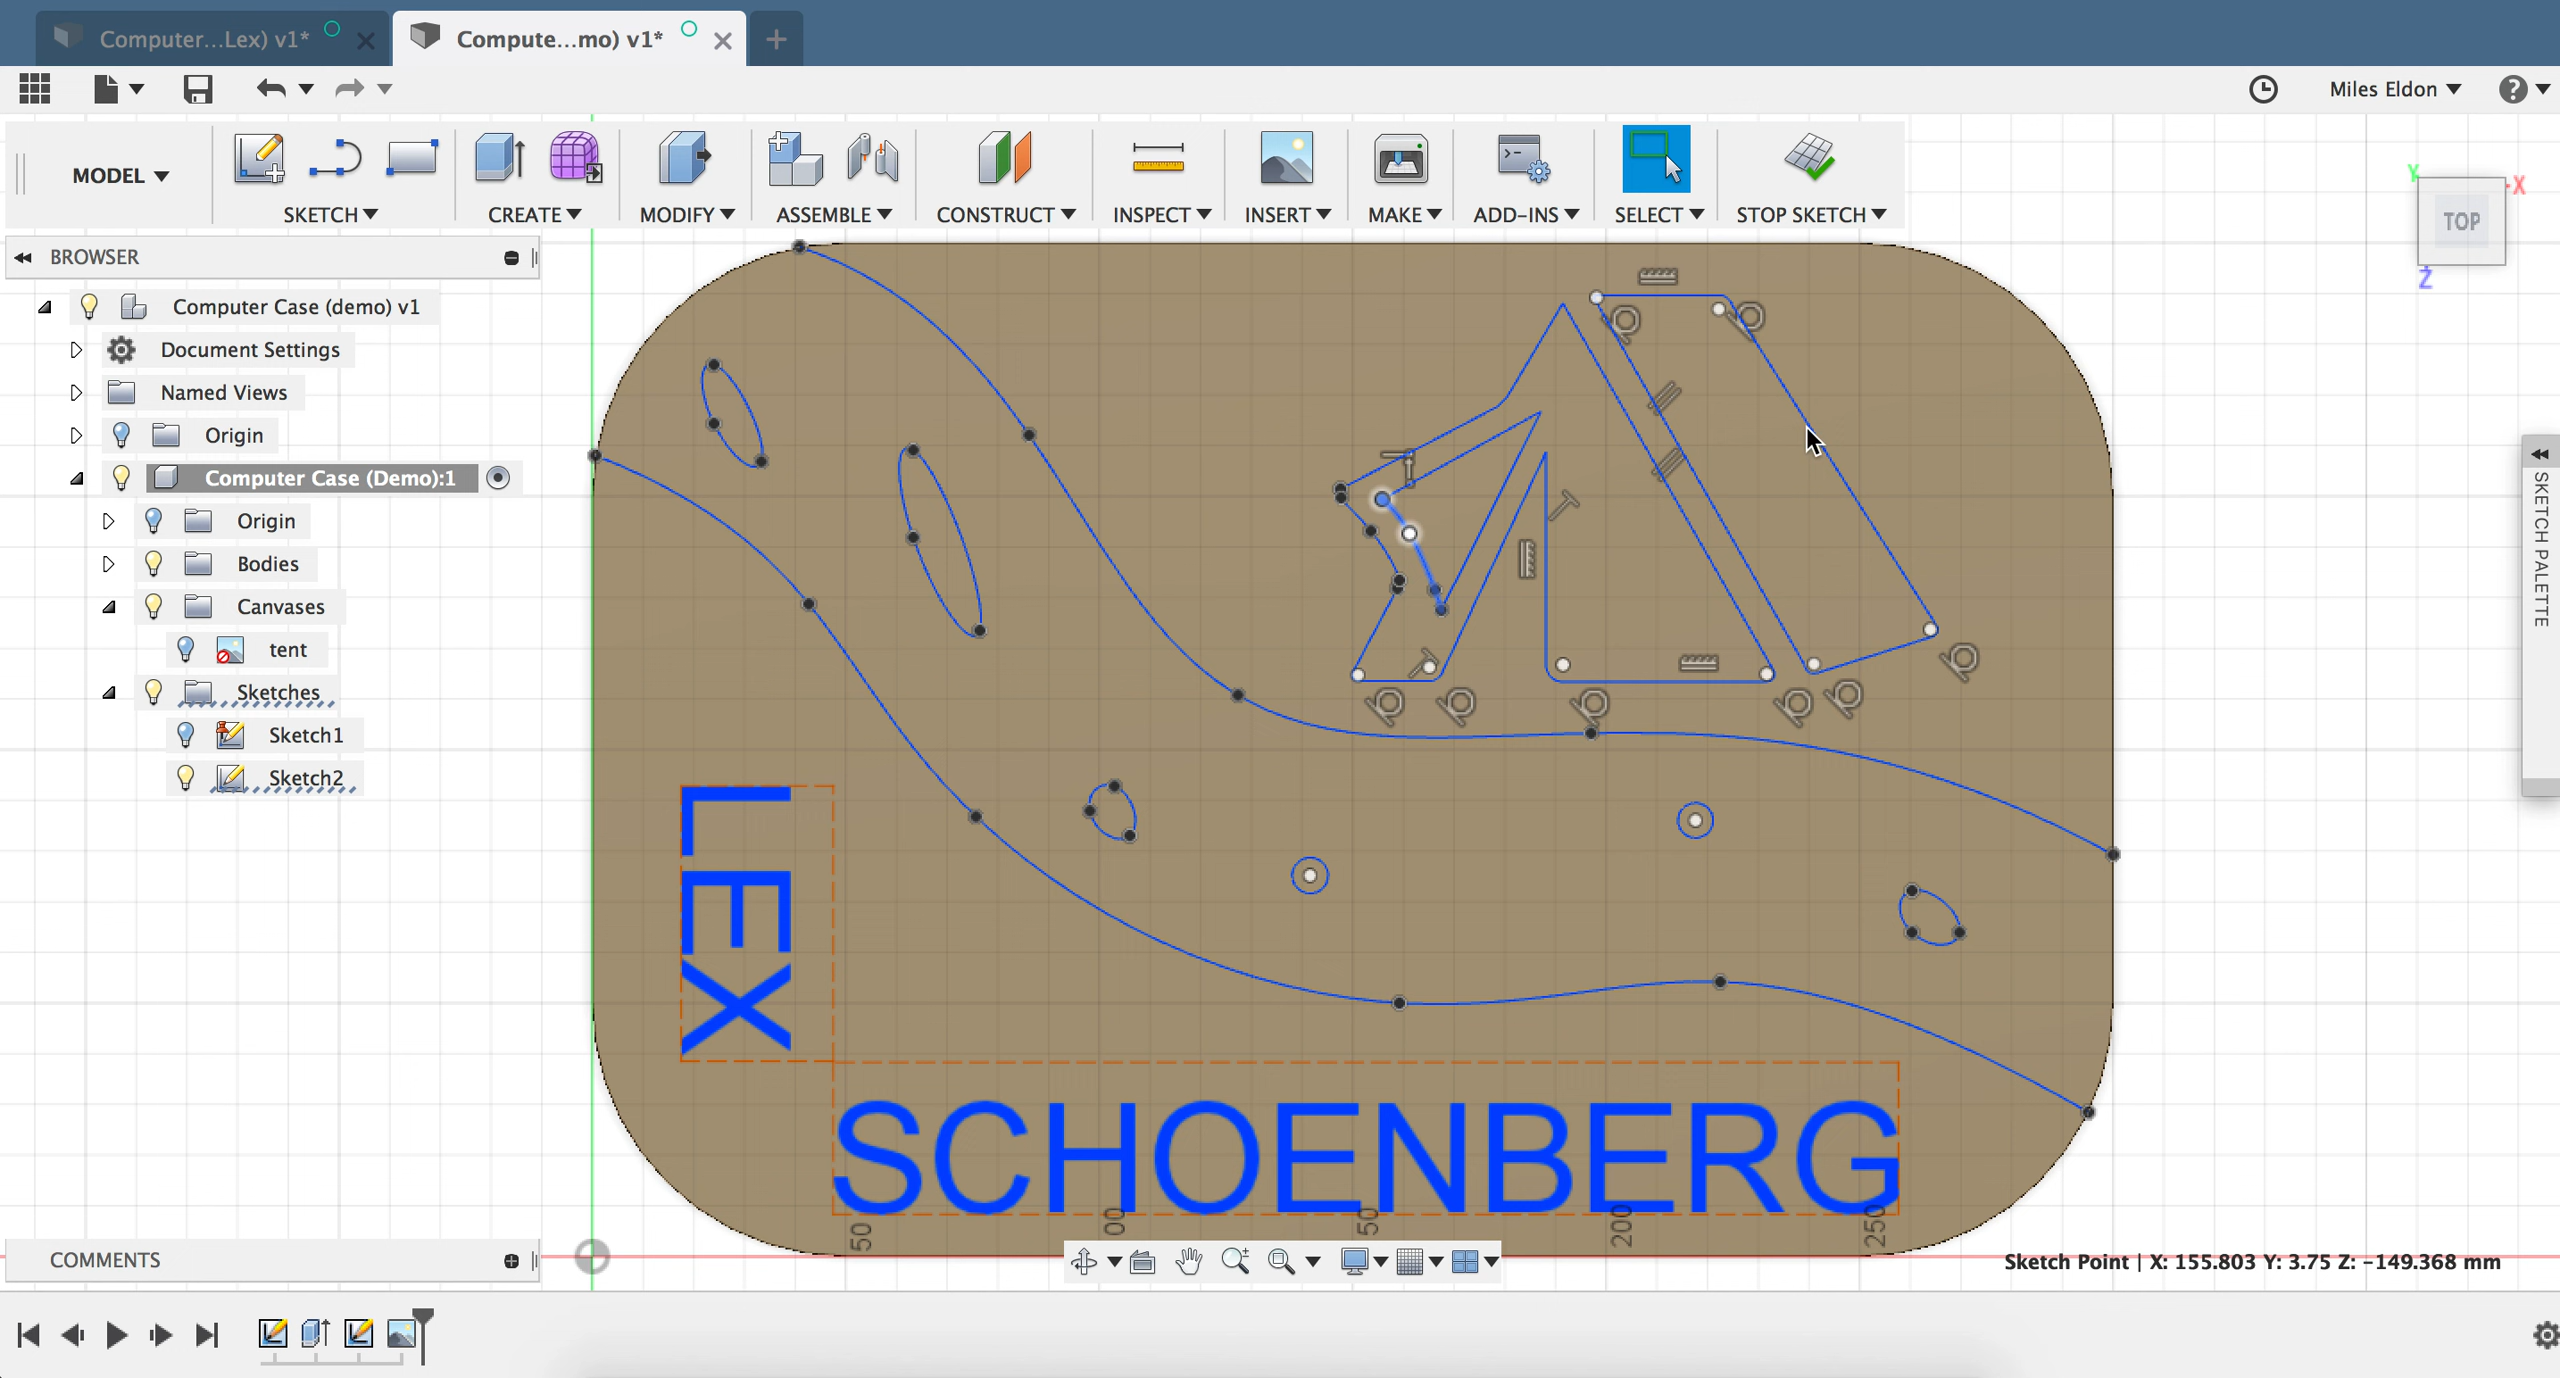 Computer...Lex) v1*
Compute...mo) v1*
Miles Eldon
MODEL
SKETCH
CREATE
MODIFY
ASSEMBLE
CONSTRUCT
INSPECT
INSERT
MAKE
ADD-INS
SELECT
STOP SKETCH
Y
X
TOP
Z
BROWSER
Computer Case (demo) v1
Document Settings
Named Views
Origin
Computer Case (Demo):1
Origin
Bodies
Canvases
tent
Sketches
Sketch1
Sketch2
SKETCH PALETTE
LEX
SCHOENBERG
50
00
50
200
250
COMMENTS
Sketch Point | X: 155.803 Y: 3.75 Z: -149.368 mm